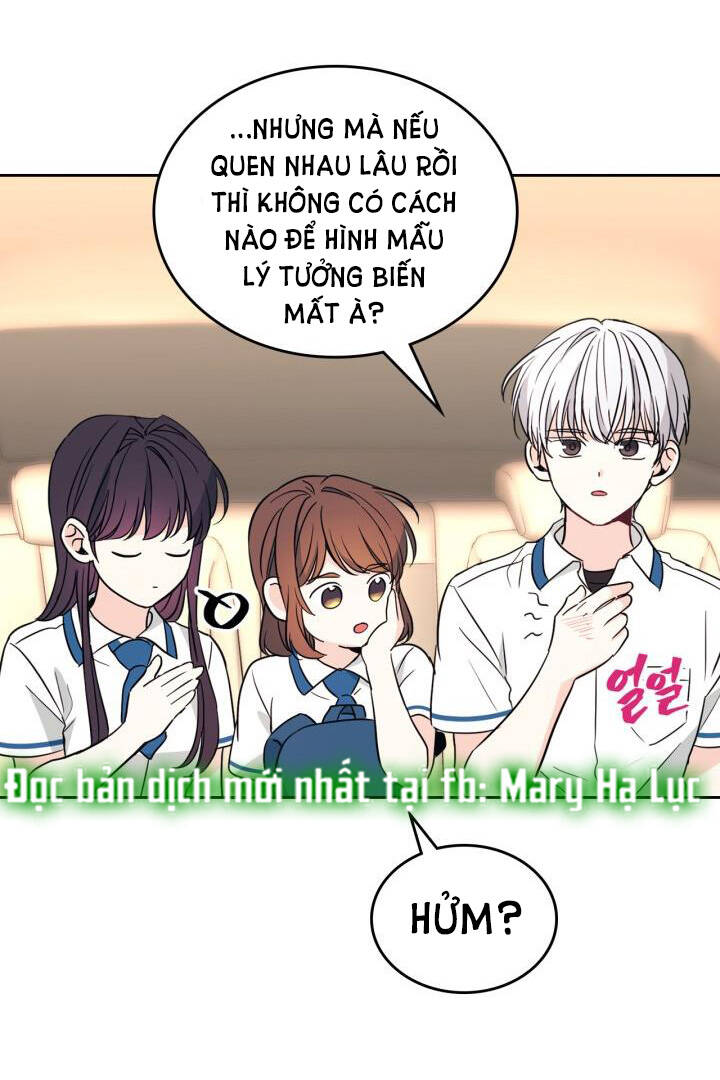 ...NHƯNG MÀ NẾU
QUEN NHAU LÂU RỒI
THÌ KHÔNG CÓ CÁCH
NÀO ĐỂ HÌNH MẪU
LÝ TƯỞNG BIẾN
MẤT À?
얼얼
Đọc bản dịch mới nhất tại fb: Mary Hạ Lục
HỬM?